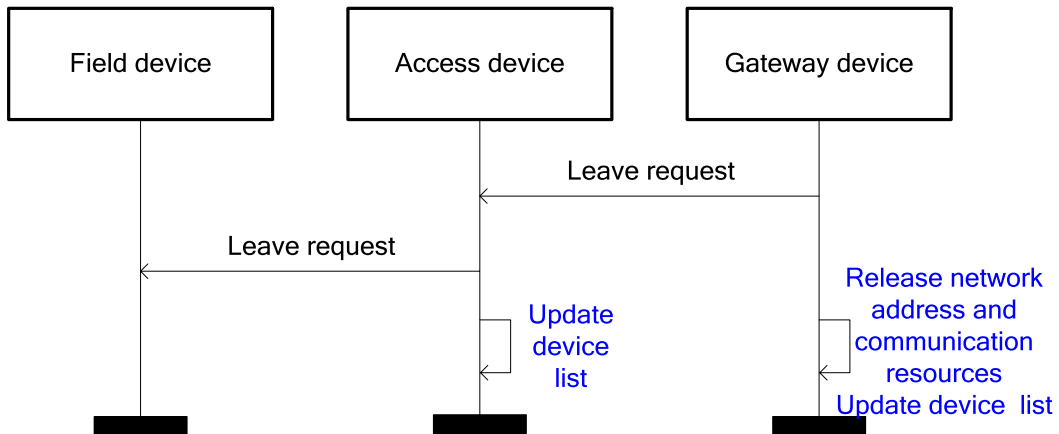 Field device
Access device
Gateway device
Leave request
Leave request
Update
device
list
Release network
address and
communication
resources
Update device  list